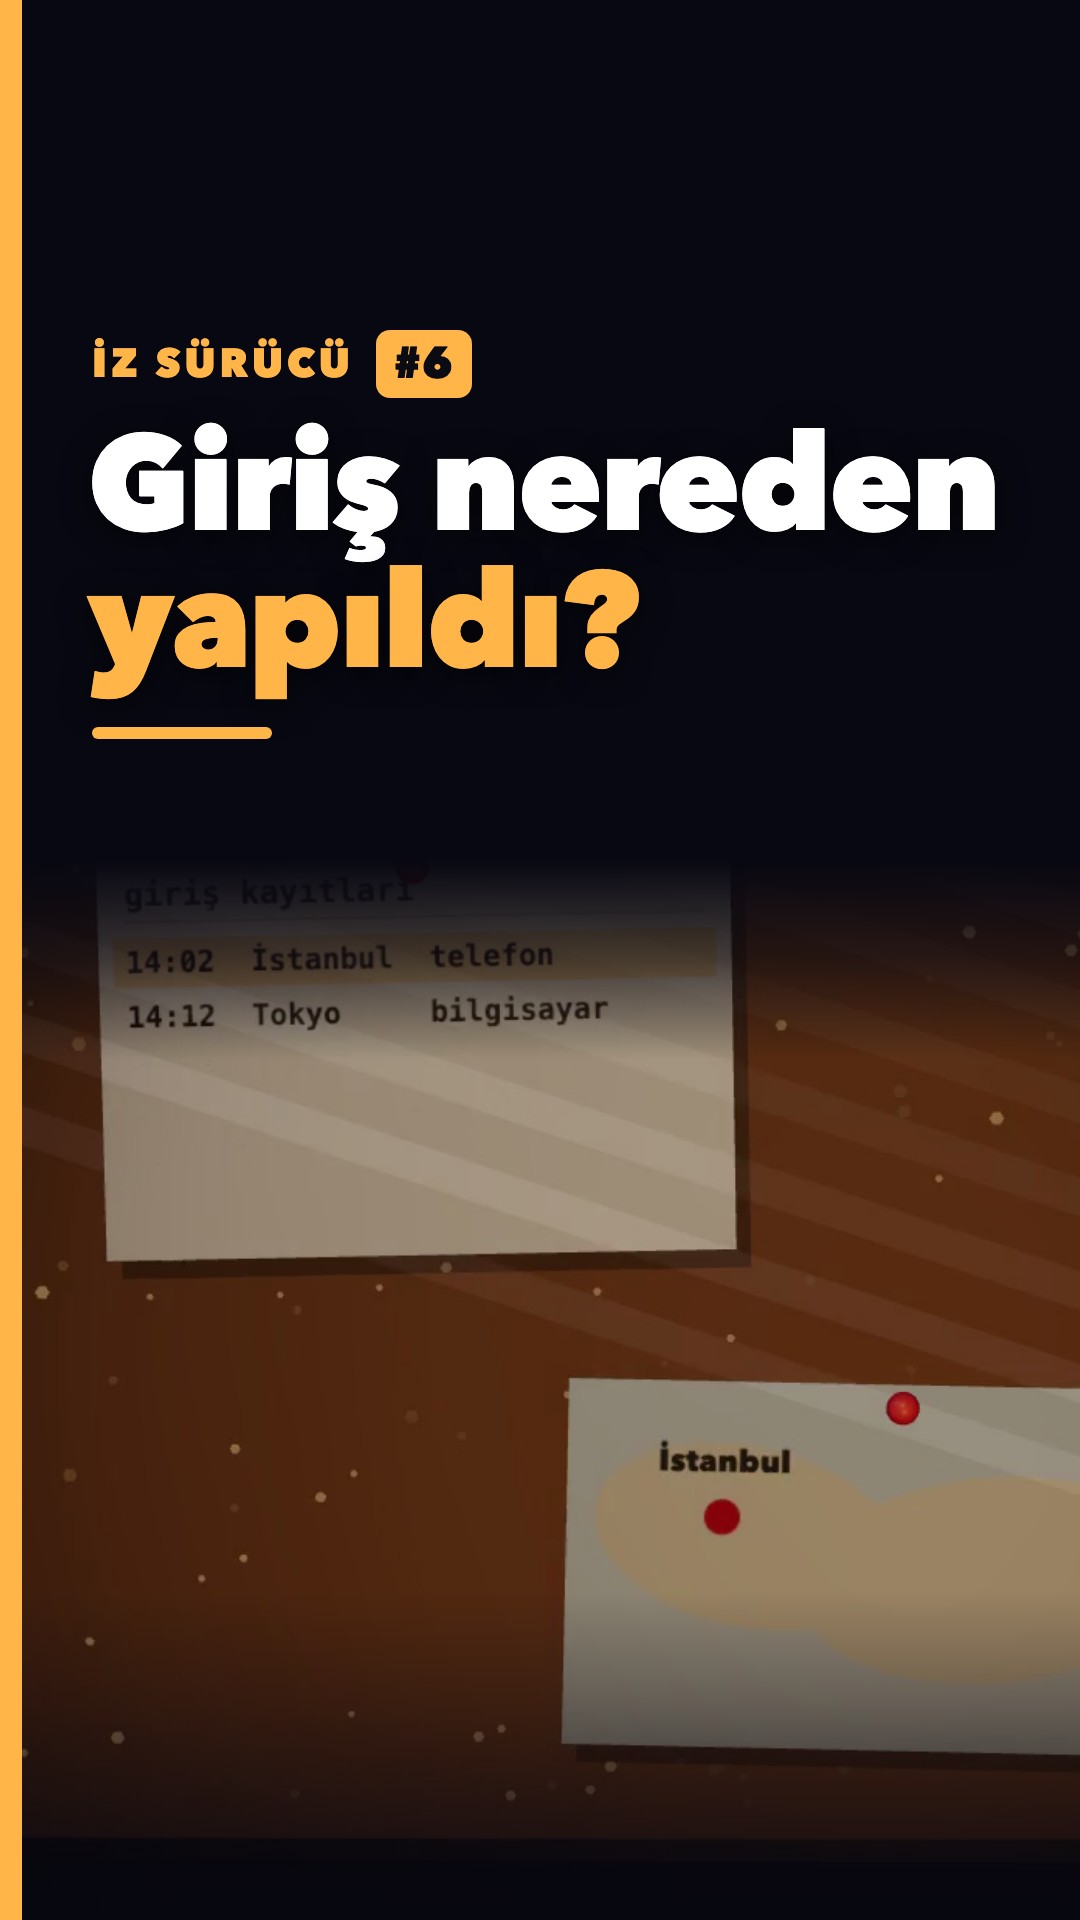 İZ SÜRÜCÜ #6
Giriş nereden
yapıldı?
giriş kayıtları
14:02 İstanbul telefon
14:12 Tokyo bilgisayar
İstanbul